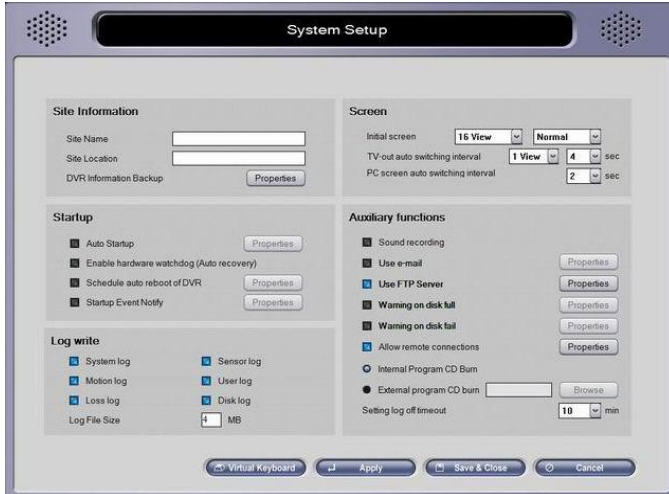 System Setup
Site Information
Site Name
Site Location
DVR Information Backup Properties
Screen
Initial screen 16 View Normal
TV-out auto switching interval 1 View 4 sec
PC screen auto switching interval 2 sec
Startup
Auto Startup Properties
Enable hardware watchdog (Auto recovery)
Schedule auto reboot of DVR Properties
Startup Event Notify Properties
Auxiliary functions
Sound recording
Use e-mail Properties
Use FTP Server Properties
Warning on disk full Properties
Warning on disk fail Properties
Allow remote connections Properties
Internal Program CD Burn
External program CD burn Browse
Setting log off timeout 10 min
Log write
System log Sensor log
Motion log User log
Loss log Disk log
Log File Size 4 MB
Virtual Keyboard Apply Save & Close Cancel